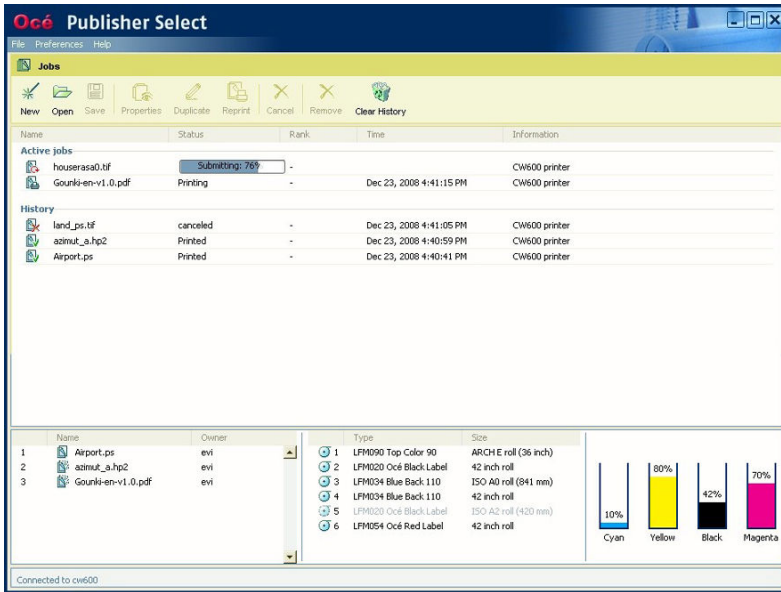 Océ Publisher Select
File Preferences Help
Jobs
New Open Save Properties Duplicate Reprint Cancel Remove Clear History
Name Status Rank Time Information
Active jobs
houserasa0.tif Submitting: 76% - CW600 printer
Gounki-en-v1.0.pdf Printing - Dec 23, 2008 4:41:15 PM CW600 printer
History
land_ps.tif canceled - Dec 23, 2008 4:41:05 PM CW600 printer
azimut_a.hp2 Printed - Dec 23, 2008 4:40:59 PM CW600 printer
Airport.ps Printed - Dec 23, 2008 4:40:41 PM CW600 printer
Name Owner
1 Airport.ps evi
2 azimut_a.hp2 evi
3 Gounki-en-v1.0.pdf evi
Type Size
1 LFM090 Top Color 90 ARCH E roll (36 inch)
2 LFM020 Océ Black Label 42 inch roll
3 LFM034 Blue Back 110 ISO A0 roll (841 mm)
4 LFM034 Blue Back 110 42 inch roll
5 LFM020 Océ Black Label ISO A2 roll (420 mm)
6 LFM054 Océ Red Label 42 inch roll
10% 80% 42% 70%
Cyan Yellow Black Magenta
Connected to cw600